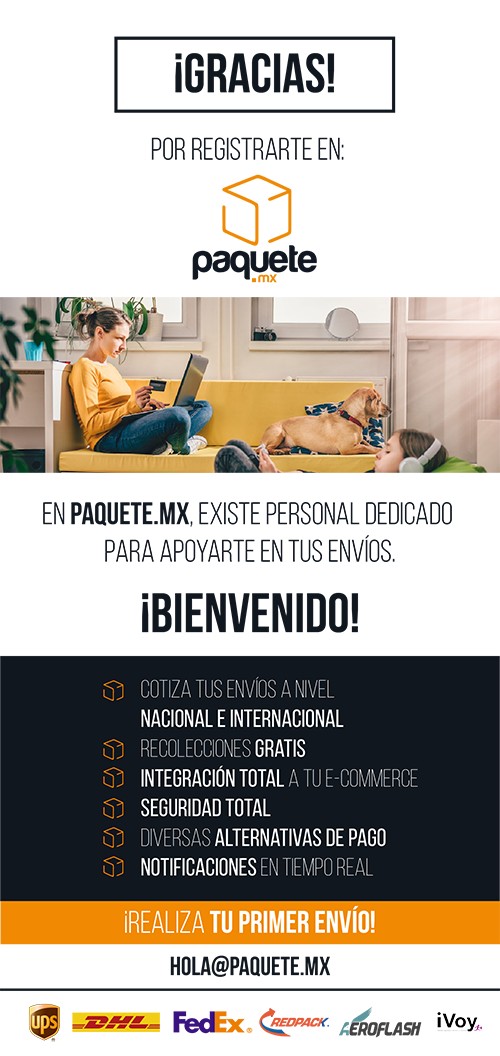 ¡GRACIAS!
POR REGISTRARTE EN:
paquete
.mx
EN PAQUETE.MX, EXISTE PERSONAL DEDICADO
PARA APOYARTE EN TUS ENVÍOS.
¡BIENVENIDO!
COTIZA TUS ENVÍOS A NIVEL
NACIONAL E INTERNACIONAL
RECOLECCIONES GRATIS
INTEGRACIÓN TOTAL A TU E-COMMERCE
SEGURIDAD TOTAL
DIVERSAS ALTERNATIVAS DE PAGO
NOTIFICACIONES EN TIEMPO REAL
¡REALIZA TU PRIMER ENVÍO!
HOLA@PAQUETE.MX
ups DHL FedEx REDPACK AEROFLASH iVoy